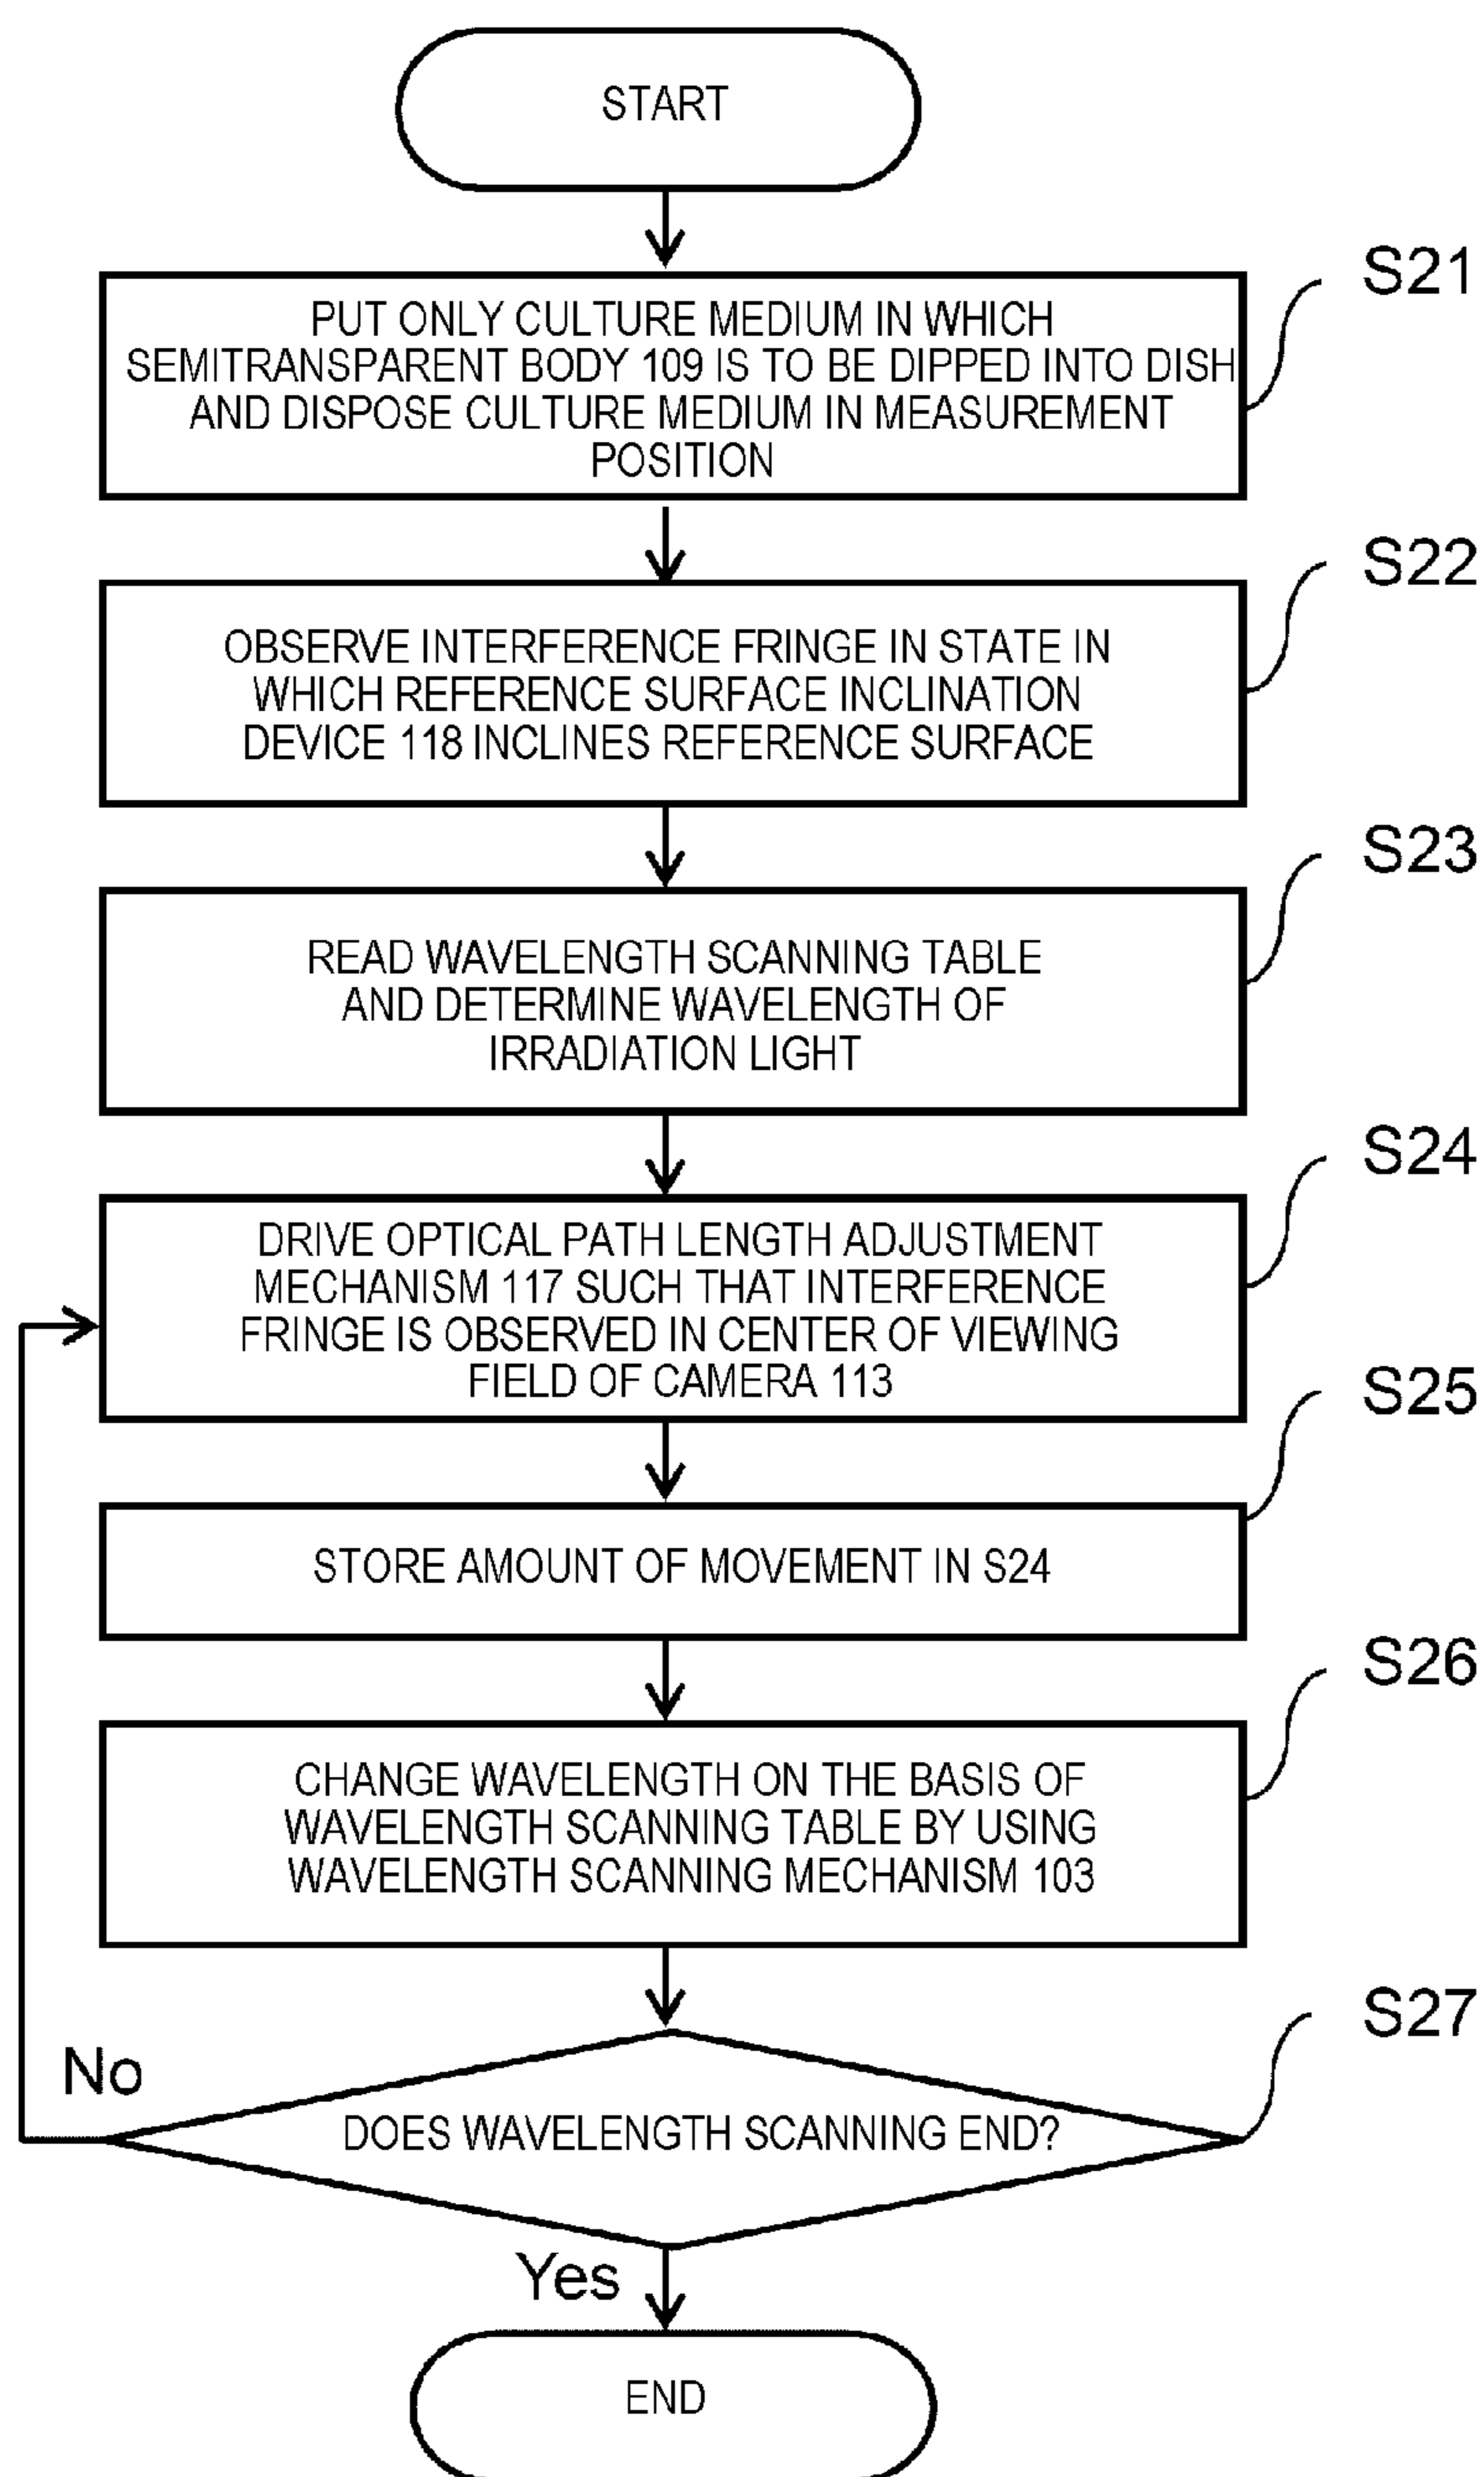 START
S21
PUT ONLY CULTURE MEDIUM IN WHICH
SEMITRANSPARENT BODY 109 IS TO BE DIPPED INTO DISH
AND DISPOSE CULTURE MEDIUM IN MEASUREMENT
POSITION
S22
OBSERVE INTERFERENCE FRINGE IN STATE IN
WHICH REFERENCE SURFACE INCLINATION
DEVICE 118 INCLINES REFERENCE SURFACE
S23
READ WAVELENGTH SCANNING TABLE
AND DETERMINE WAVELENGTH OF
IRRADIATION LIGHT
S24
DRIVE OPTICAL PATH LENGTH ADJUSTMENT
MECHANISM 117 SUCH THAT INTERFERENCE
FRINGE IS OBSERVED IN CENTER OF VIEWING
FIELD OF CAMERA 113
S25
STORE AMOUNT OF MOVEMENT IN S24
S26
CHANGE WAVELENGTH ON THE BASIS OF
WAVELENGTH SCANNING TABLE BY USING
WAVELENGTH SCANNING MECHANISM 103
S27
No
DOES WAVELENGTH SCANNING END?
Yes
END